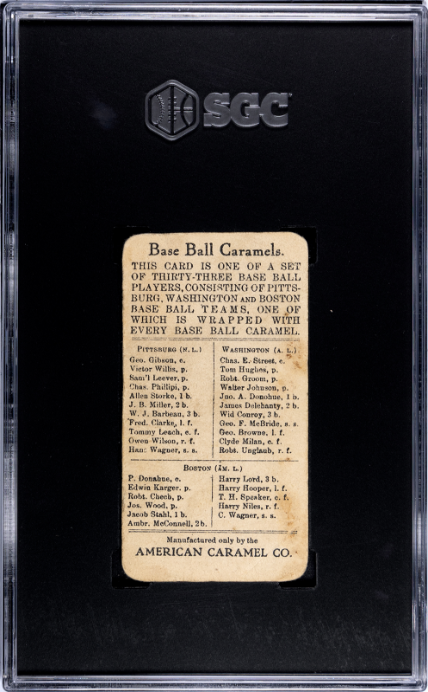 SGC
Base Ball Caramels.
THIS CARD IS ONE OF A SET
OF THIRTY-THREE BASE BALL
PLAYERS, CONSISTING OF PITTS-
BURG, WASHINGTON AND BOSTON
BASE BALL TEAMS, ONE OF
WHICH IS WRAPPED WITH
EVERY BASE BALL CARAMEL.
PITTSBURG (N. L.)
Geo. Gibson, c.
Victor Willis, p.
Sam'l Leever, p.
Chas. Phillipi, p.
Allen Storke, 1 b.
J. B. Miller, 2 b.
W. J. Barbeau, 3 b.
Fred. Clarke, l. f.
Tommy Leach, c. f.
Owen Wilson, r. f.
Han: Wagner, s. s.
WASHINGTON (A. L.)
Chas. E. Street, c.
Tom Hughes, p.
Robt. Groom, p.
Walter Johnson, p.
Jno. A. Donohue, 1 b.
James Delehanty, 2 b.
Wid Conroy, 3 b.
Geo. F. McBride, s. s.
Geo. Browne, l. f.
Clyde Milan, c. f.
Robt. Unglaub, r. f.
BOSTON (AM. L.)
P. Donahue, c.
Edwin Karger, p.
Robt. Chech, p.
Jos. Wood, p.
Jacob Stahl, 1 b.
Ambr. McConnell, 2 b.
Harry Lord, 3 b.
Harry Hooper, l. f.
T. H. Speaker, c. f.
Harry Niles, r. f.
C. Wagner, s. s.
Manufactured only by the
AMERICAN CARAMEL CO.